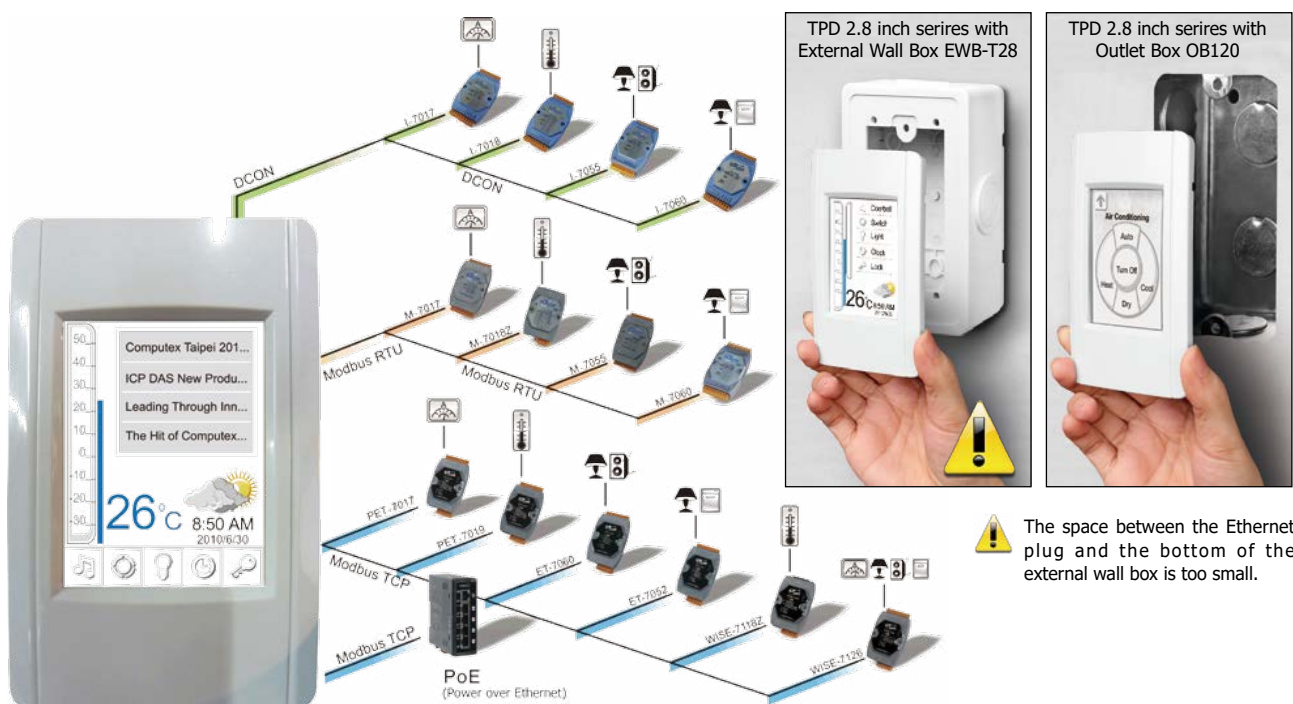 DCON
I-7017
I-7018
I-7055
I-7060
DCON
Modbus RTU
M-7017
M-7018Z
M-7055
M-7060
Modbus RTU
PET-7017
PET-7019
ET-7060
ET-7052
WISE-7118Z
WISE-7126
Modbus TCP
Modbus TCP
PoE
(Power over Ethernet)
50
40
30
20
10
0
-10
-20
-30
Computex Taipei 201...
ICP DAS New Produ...
Leading Through Inn...
The Hit of Computex...
26°C
8:50 AM
2010/6/30
TPD 2.8 inch serires with
External Wall Box EWB-T28
Doorbell
Switch
Light
Clock
Lock
26°C 8:50 AM
TPD 2.8 inch serires with
Outlet Box OB120
Air Conditioning
Auto
Turn Off
Heat
Cool
Dry
The space between the Ethernet
plug and the bottom of the
external wall box is too small.